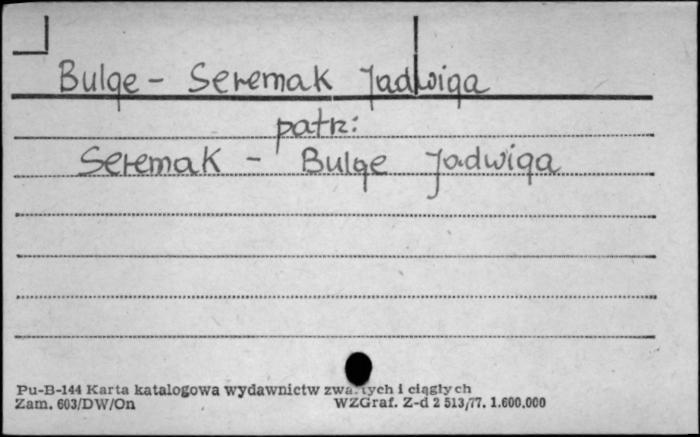 Bulge - Seremak Jadwiga
patrz:
Seremak - Bulge Jadwiga
Pu-B-144 Karta katalogowa wydawnictw zwartych i ciągłych
Zam. 603/DW/On WZGraf. Z-d 2 513/77. 1.600.000